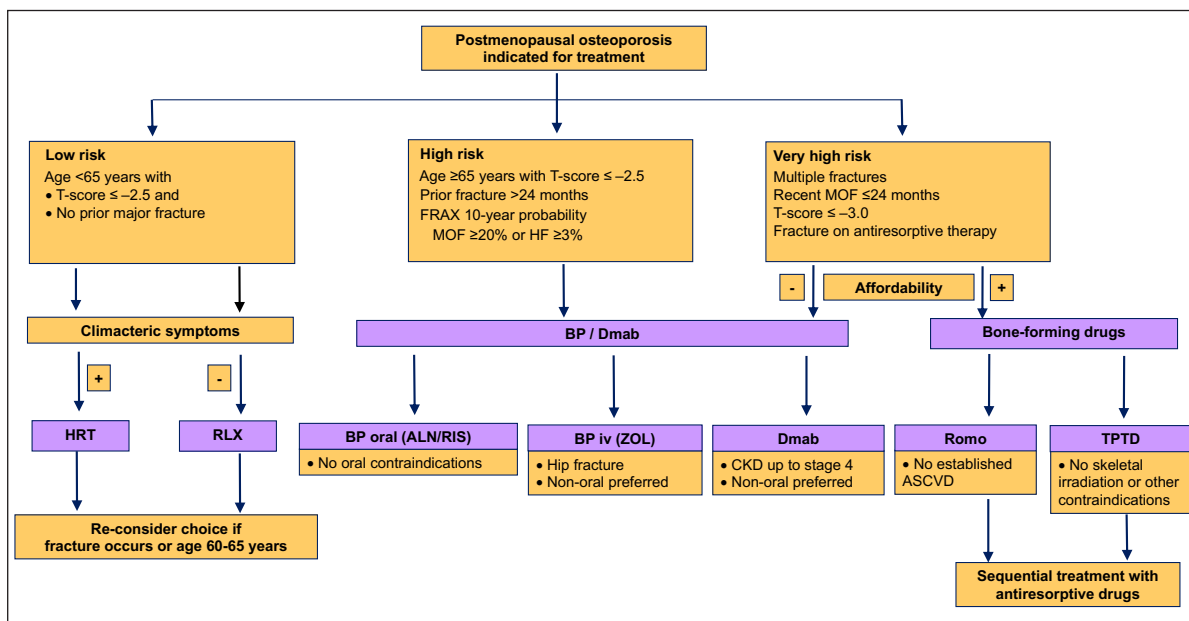 Postmenopausal osteoporosis
indicated for treatment
Low risk
Age <65 years with
• T-score ≤ –2.5 and
• No prior major fracture
High risk
Age ≥65 years with T-score ≤ –2.5
Prior fracture >24 months
FRAX 10-year probability
MOF ≥20% or HF ≥3%
Very high risk
Multiple fractures
Recent MOF ≤24 months
T-score ≤ –3.0
Fracture on antiresorptive therapy
-
Affordability
+
Climacteric symptoms
BP / Dmab
Bone-forming drugs
+
-
HRT
RLX
BP oral (ALN/RIS)
• No oral contraindications
BP iv (ZOL)
• Hip fracture
• Non-oral preferred
Dmab
• CKD up to stage 4
• Non-oral preferred
Romo
• No established
ASCVD
TPTD
• No skeletal
irradiation or other
contraindications
Re-consider choice if
fracture occurs or age 60-65 years
Sequential treatment with
antiresorptive drugs